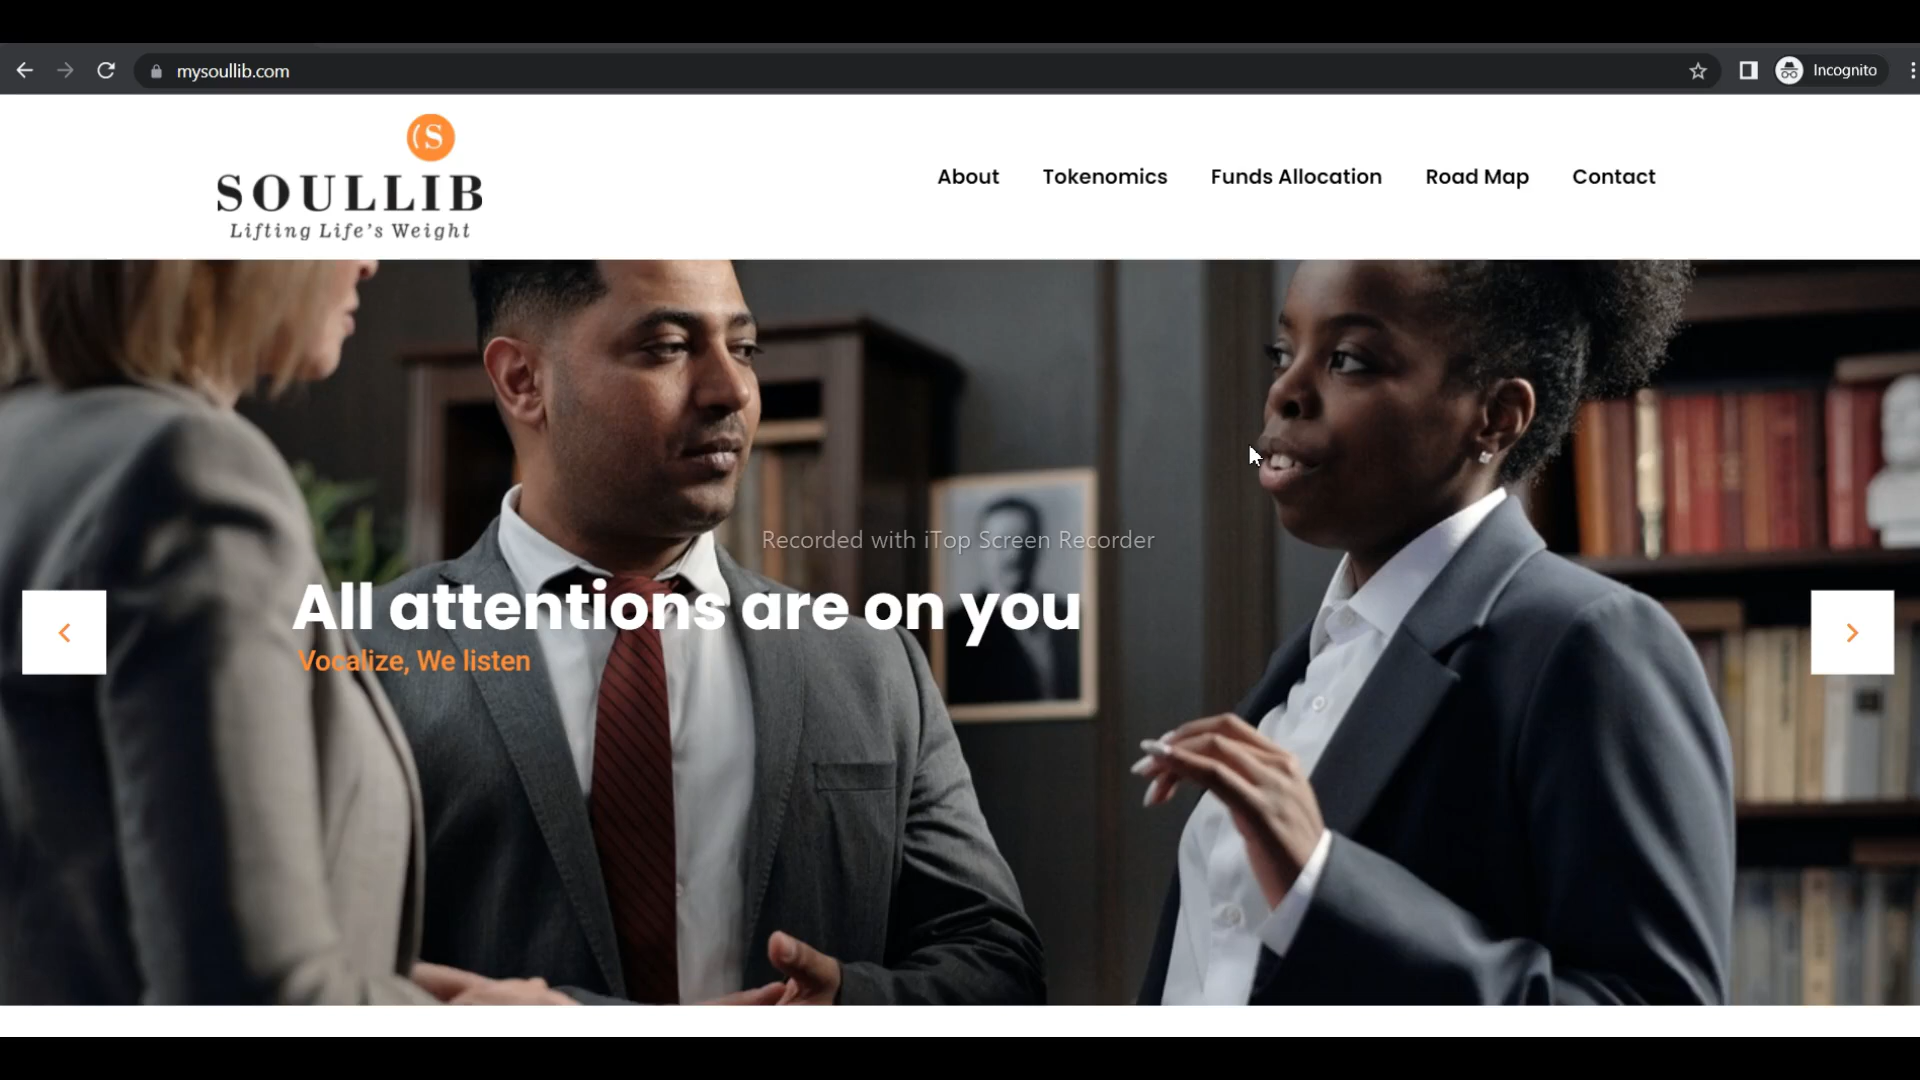 mysoullib.com
Incognito
(S
SOULLIB
Lifting Life's Weight
About Tokenomics Funds Allocation Road Map Contact
Recorded with iTop Screen Recorder
All attentions are on you
Vocalize, We listen